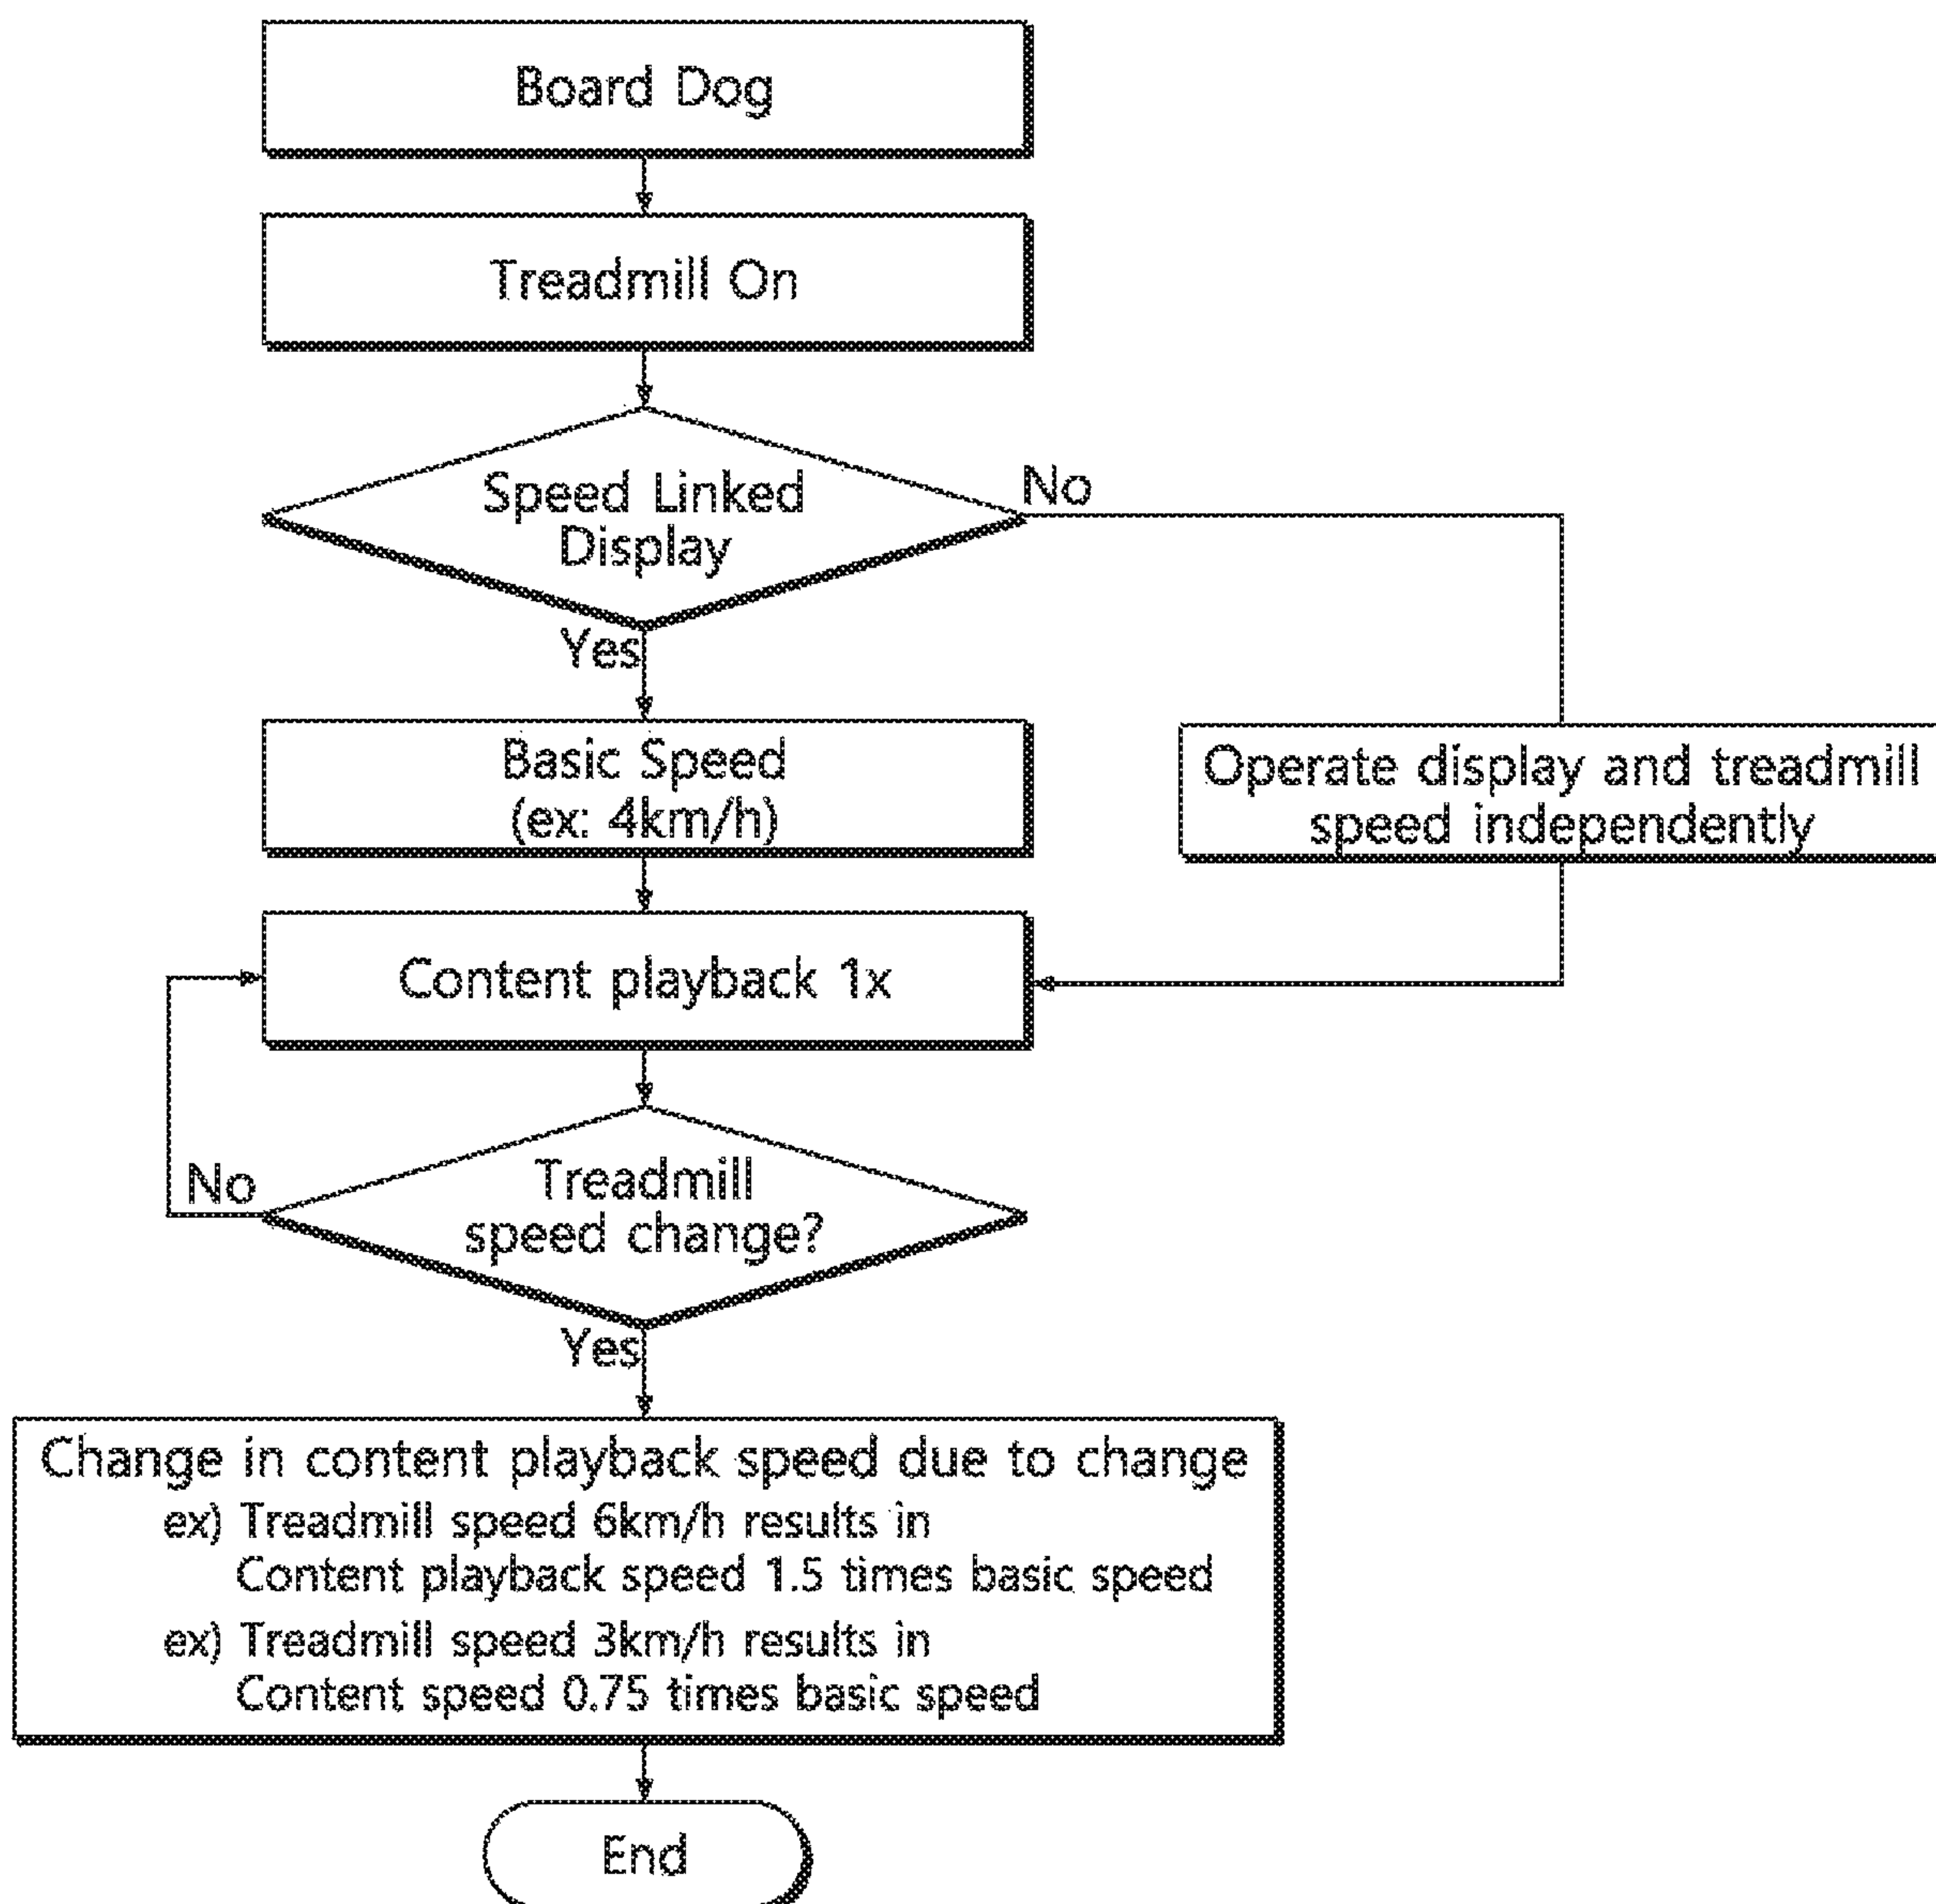 Board Dog
Treadmill On
Speed Linked
Display
No
Yes
Basic Speed
(ex: 4km/h)
Operate display and treadmill
speed independently
Content playback 1x
Treadmill
speed change?
No
Yes
Change in content playback speed due to change
ex) Treadmill speed 6km/h results in
Content playback speed 1.5 times basic speed
ex) Treadmill speed 3km/h results in
Content speed 0.75 times basic speed
End